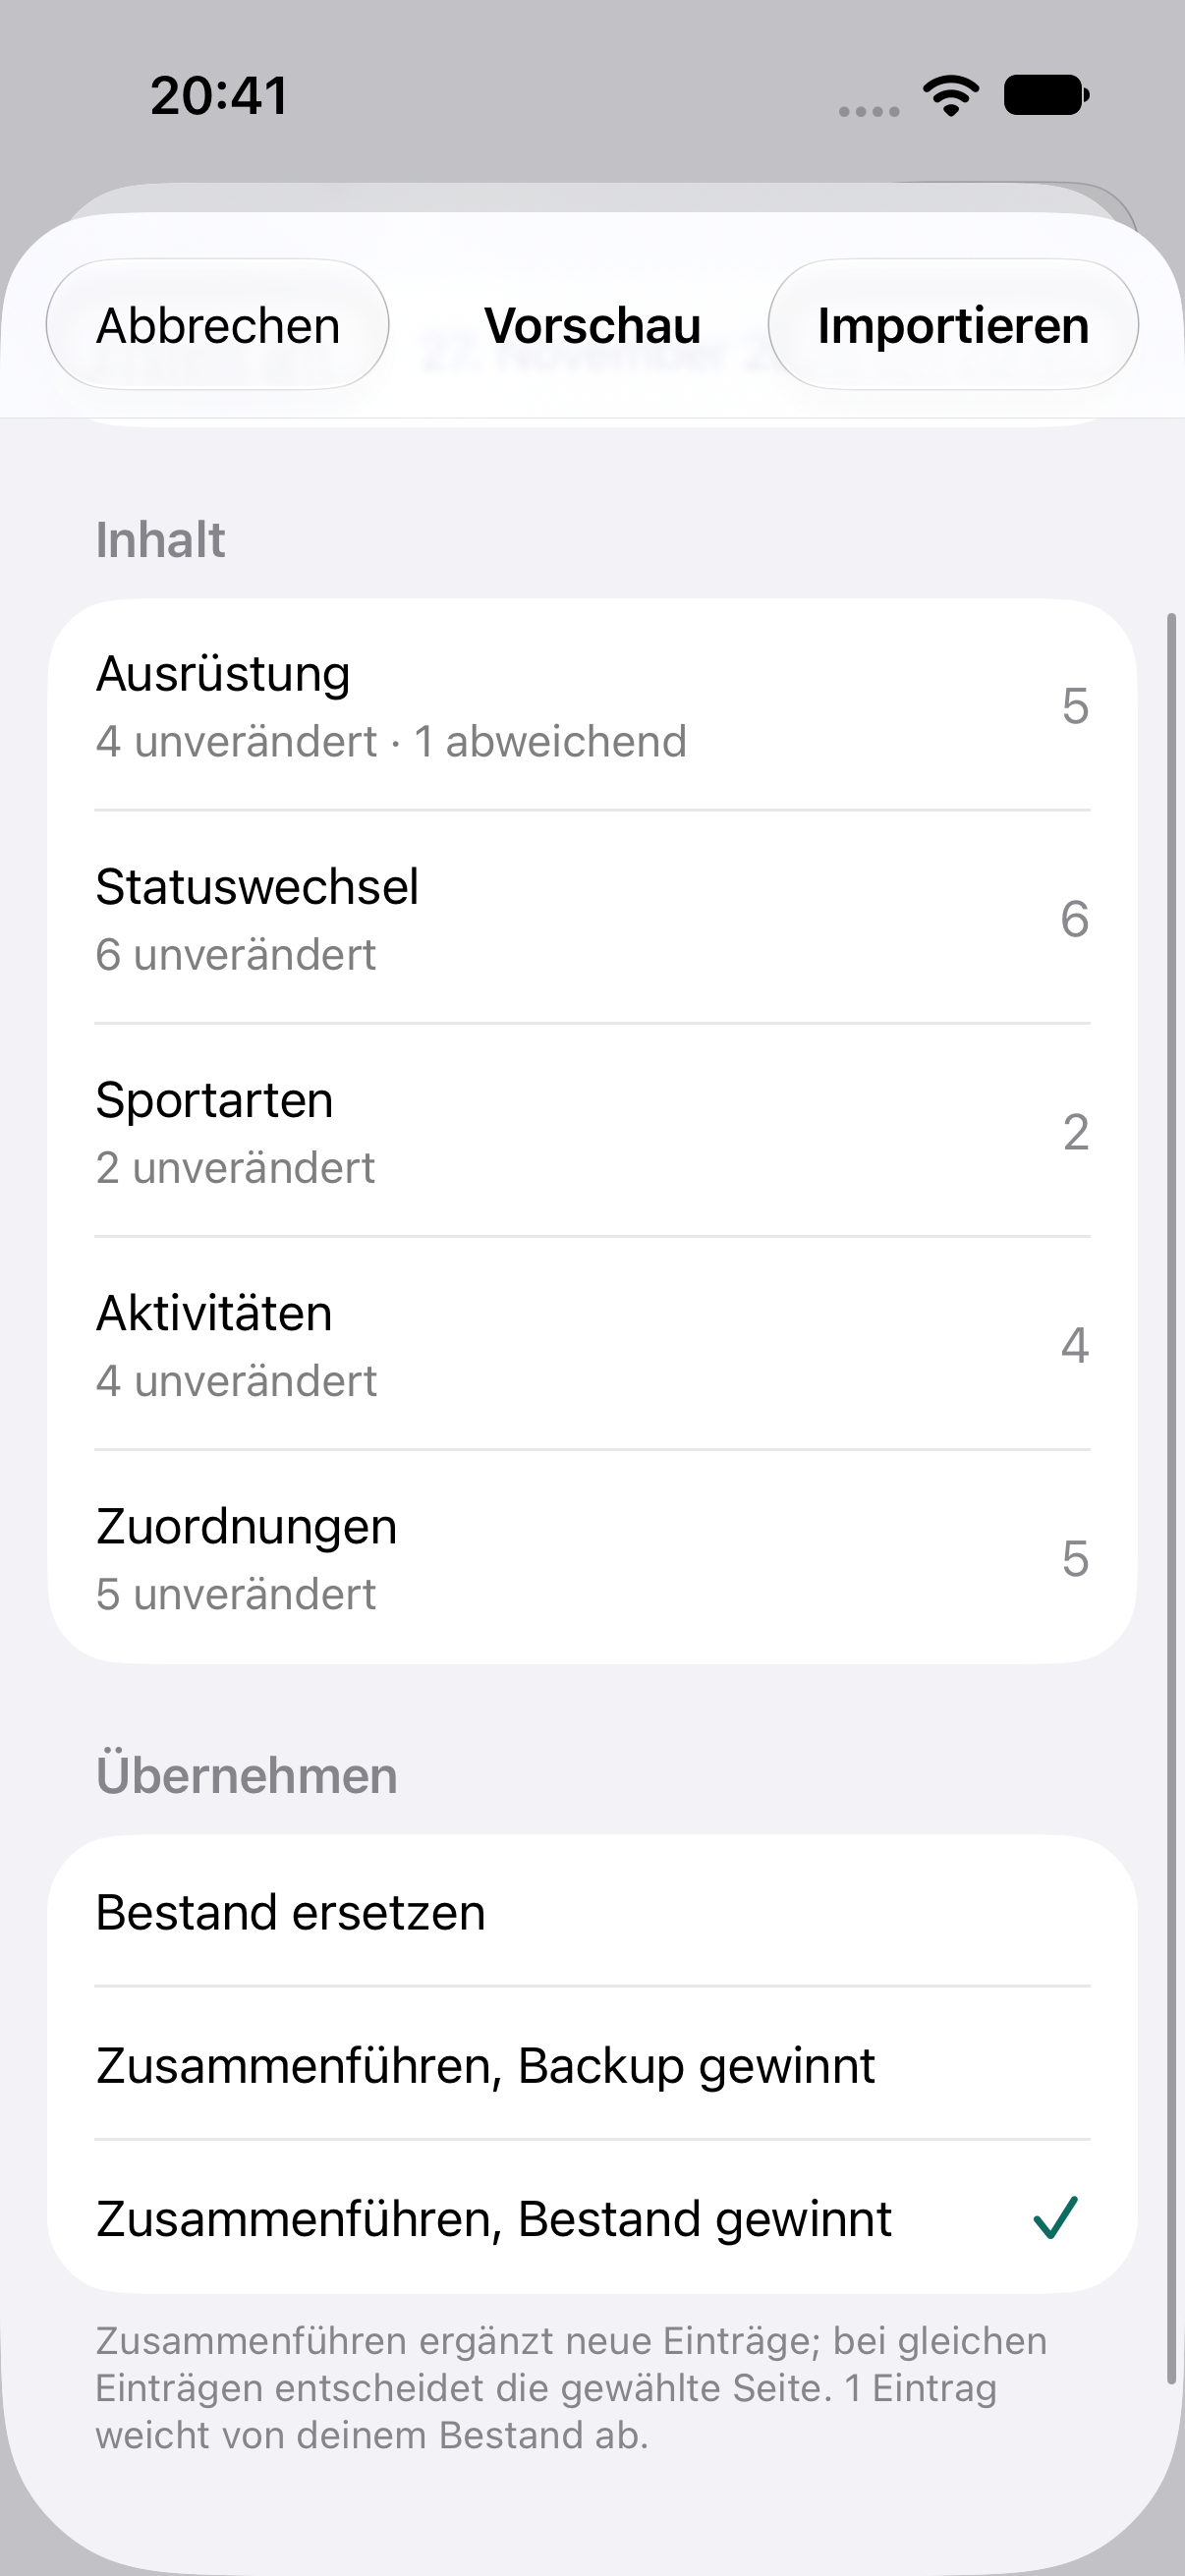 20:41
Abbrechen
Vorschau
Importieren
27. November
Inhalt
Ausrüstung
4 unverändert · 1 abweichend
5
Statuswechsel
6 unverändert
6
Sportarten
2 unverändert
2
Aktivitäten
4 unverändert
4
Zuordnungen
5 unverändert
5
Übernehmen
Bestand ersetzen
Zusammenführen, Backup gewinnt
Zusammenführen, Bestand gewinnt
Zusammenführen ergänzt neue Einträge; bei gleichen
Einträgen entscheidet die gewählte Seite. 1 Eintrag
weicht von deinem Bestand ab.